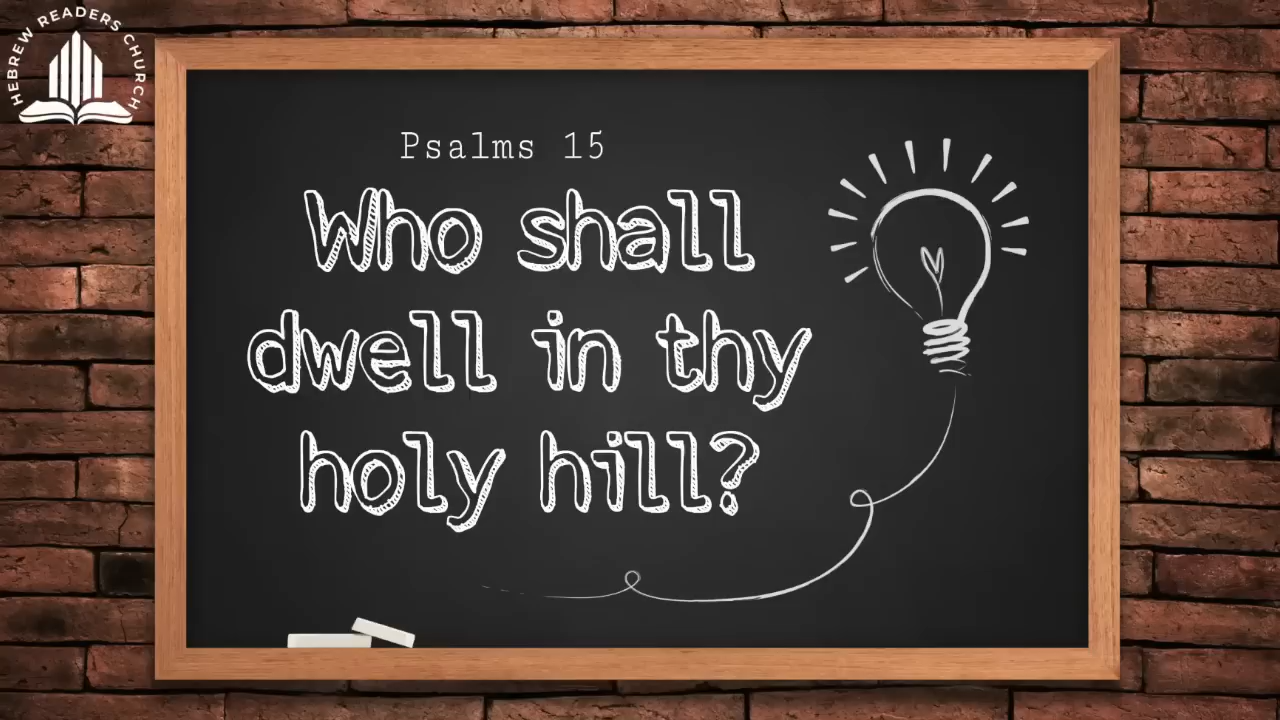 HEBREW READERS CHURCH
Psalms 15
Who shall
dwell in thy
holy hill?